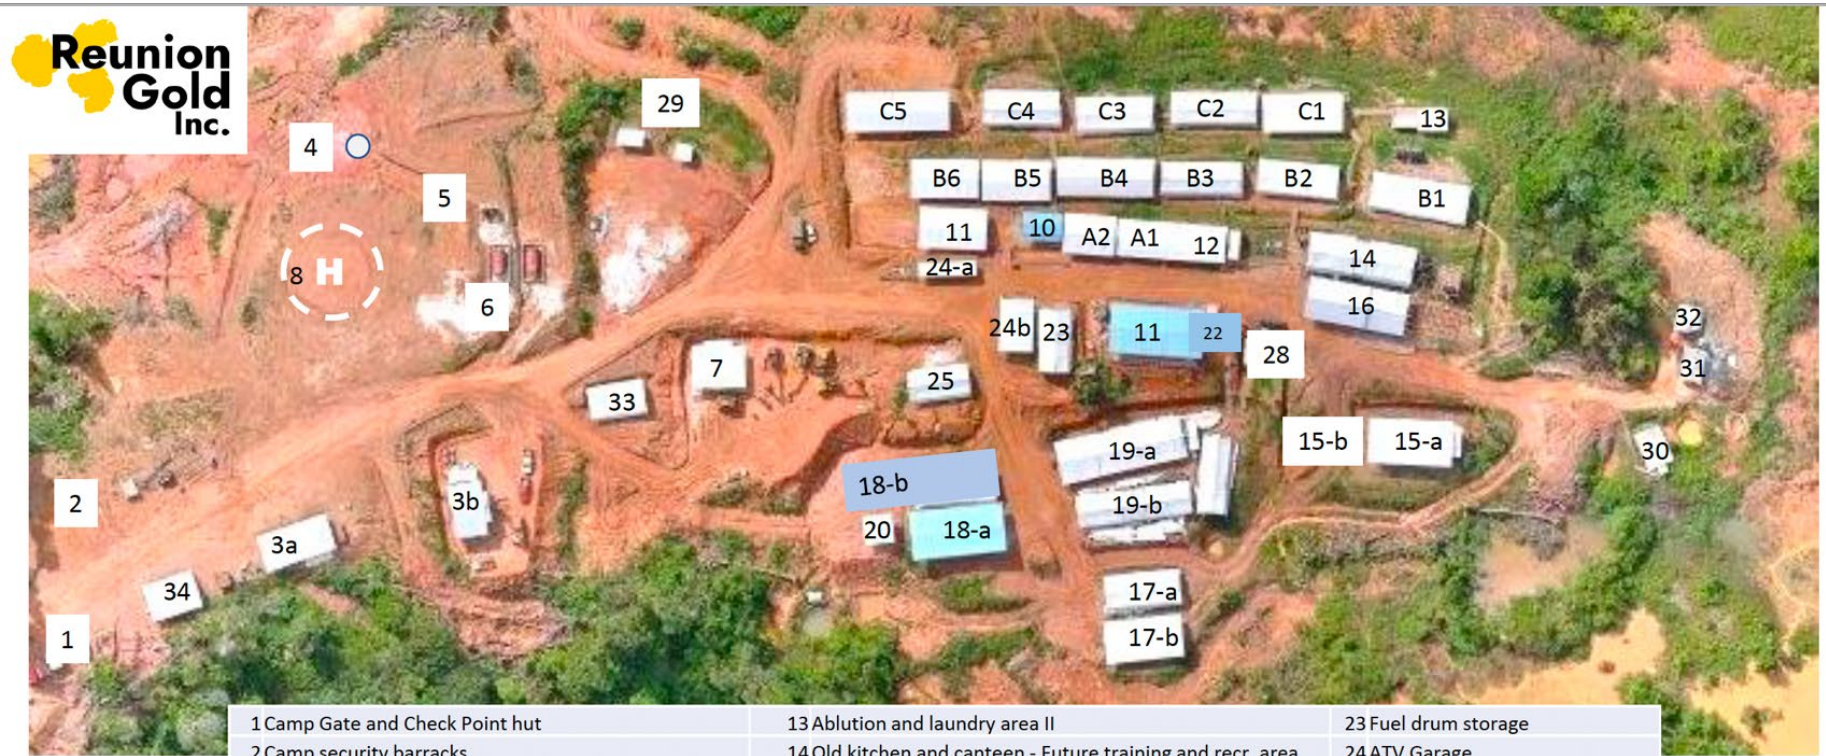 Reunion
Gold
Inc.
29
4
5
8 H
6
C5
C4
C3
C2
C1
13
B6
B5
B4
B3
B2
B1
11
10
A2
A1
12
14
24-a
16
24b
23
11
22
28
32
31
7
33
25
15-b
15-a
30
2
3b
18-b
19-a
19-b
3a
20
18-a
34
17-a
1
17-b
1 Camp Gate and Check Point hut
13 Ablution and laundry area II
23 Fuel drum storage
2 Camp security barracks
14 Old kitchen and canteen - Future training and recr. area
24 ATV Garage